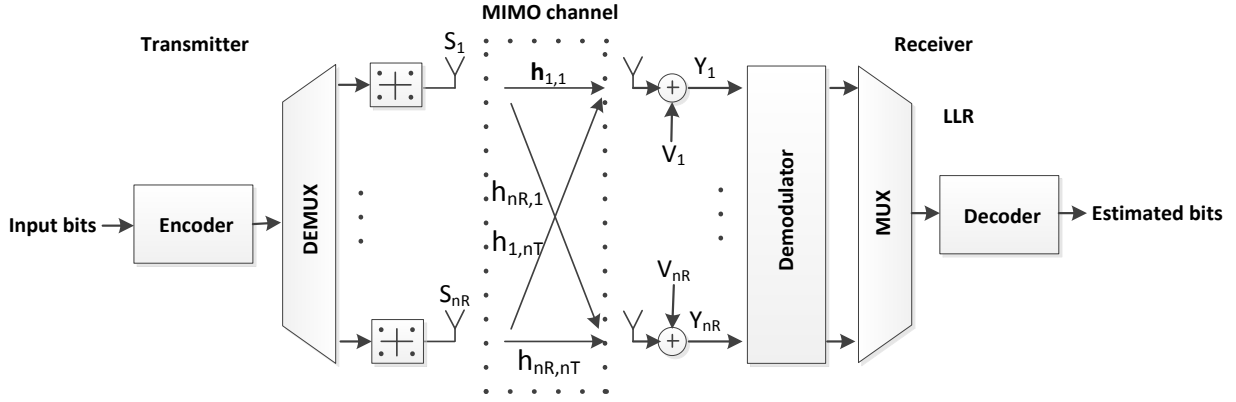 MIMO channel
Transmitter
Receiver
S1
h1,1
Y1
V1
LLR
DEMUX
hnR,1
h1,nT
Demodulator
MUX
Input bits
Encoder
Decoder
Estimated bits
SnR
VnR
YnR
hnR,nT
+
+